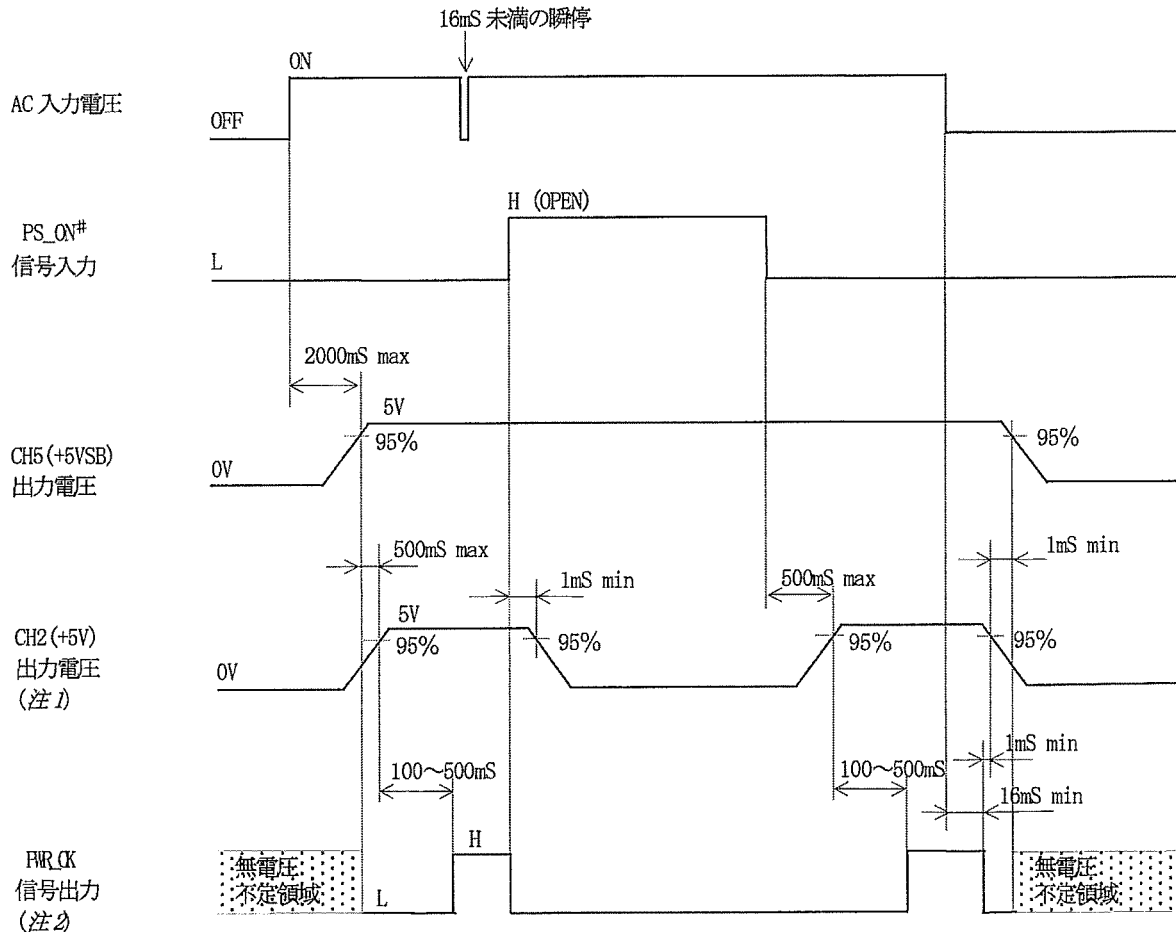 16mS 未満の瞬停
ON
AC 入力電圧
OFF
H (OPEN)
PS_ON#
信号入力
L
2000mS max
5V
95%
95%
CH5(+5VSB)
出力電圧
0V
500mS max
1mS min
1mS min
500mS max
5V
95%
95%
95%
95%
CH2(+5V)
出力電圧
(注1)
0V
1mS min
100～500mS
100～500mS
16mS min
H
PWR_OK
信号出力
(注2)
無電圧
不定領域
L
無電圧
不定領域